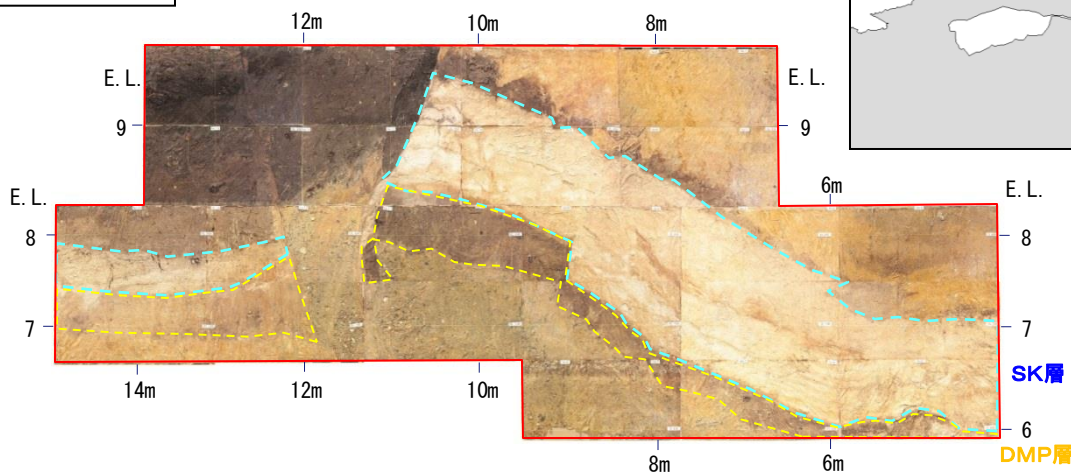 12m 10m 8m
E. L. E. L.
9 9
6m
E. L. E. L.
8 8
7 7
SK層
14m 12m 10m
6
DMP層
8m 6m